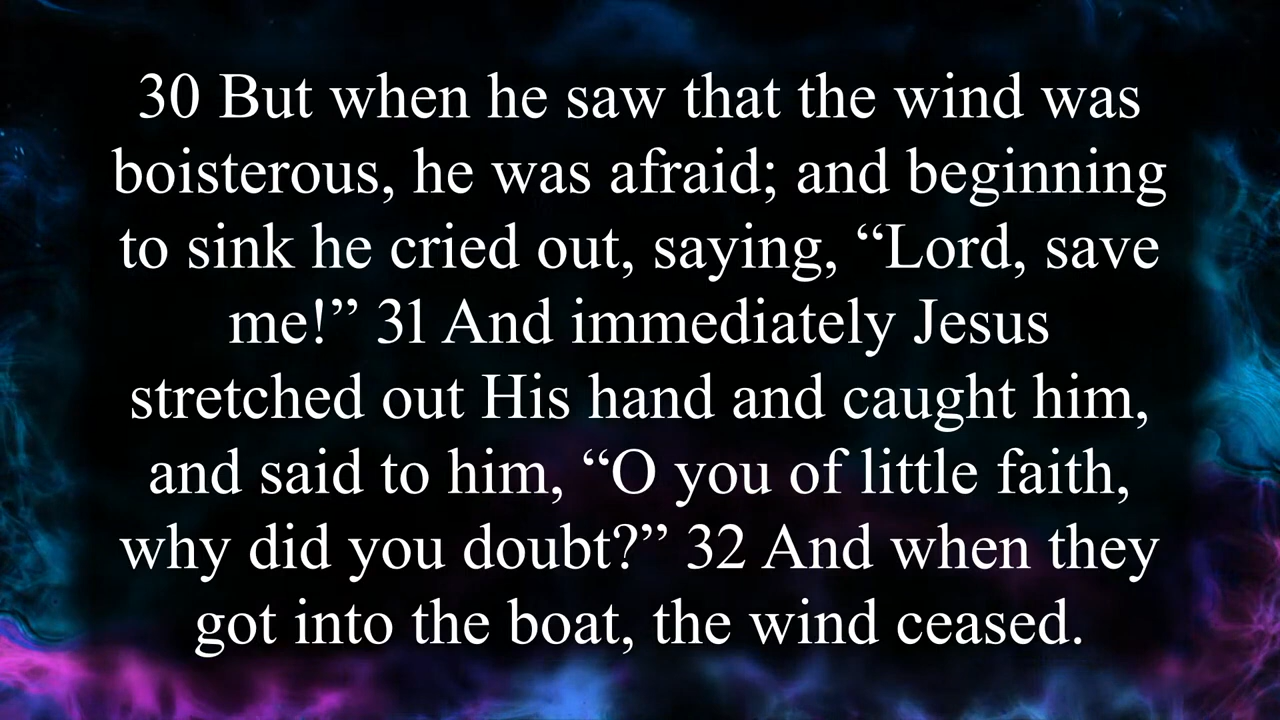 30 But when he saw that the wind was
boisterous, he was afraid; and beginning
to sink he cried out, saying, “Lord, save
me!” 31 And immediately Jesus
stretched out His hand and caught him,
and said to him, “O you of little faith,
why did you doubt?” 32 And when they
got into the boat, the wind ceased.